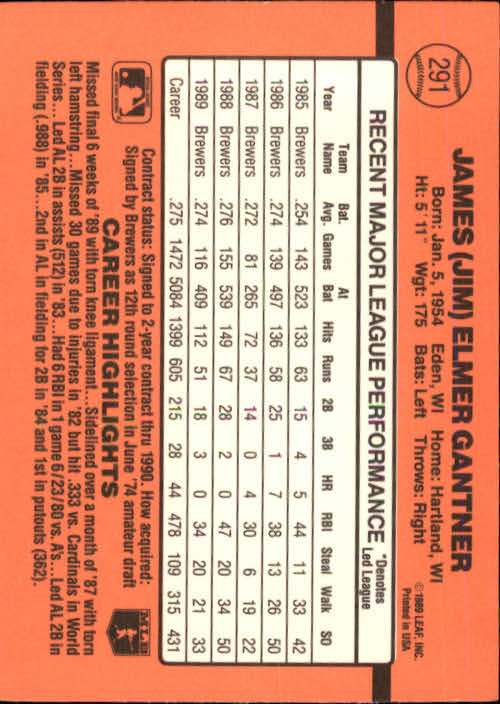 291
JAMES (JIM) ELMER GANTNER
Born: Jan. 5, 1954 Eden, WI Home: Hartland, WI
Ht: 5' 11" Wgt: 175 Bats: Left Throws: Right
©1989 LEAF, INC.
Printed in USA
RECENT MAJOR LEAGUE PERFORMANCE *Denotes Led League
Year Team Name Bat. Avg. Games At Bat Hits Runs 2B 3B HR RBI Steal Walk SO
1985 Brewers .254 143 523 133 63 15 4 5 44 11 33 42
1986 Brewers .274 139 497 136 58 25 1 7 38 13 26 50
1987 Brewers .272 81 265 72 37 14 0 4 30 6 19 22
1988 Brewers .276 155 539 149 67 28 2 0 47 20 34 50
1989 Brewers .274 116 409 112 51 18 3 0 34 20 21 33
Career .275 1472 5084 1399 605 215 28 44 478 109 315 431
Contract status: Signed to 2-year contract thru 1990. How acquired:
Signed by Brewers as 12th round selection in June '74 amateur draft
CAREER HIGHLIGHTS
MLB
Missed final 6 weeks of '89 with torn knee ligament...Sidelined over a month of '87 with torn
left hamstring...Missed 30 games due to injuries in '82 but hit .333 vs. Cardinals in World
Series...Led AL 2B in assists (512) in '83...Had 6 RBI in 1 game 6/23/80 vs. A's...Led AL 2B in
fielding (.988) in '85...2nd in AL in fielding for 2B in '84 and 1st in putouts (362).